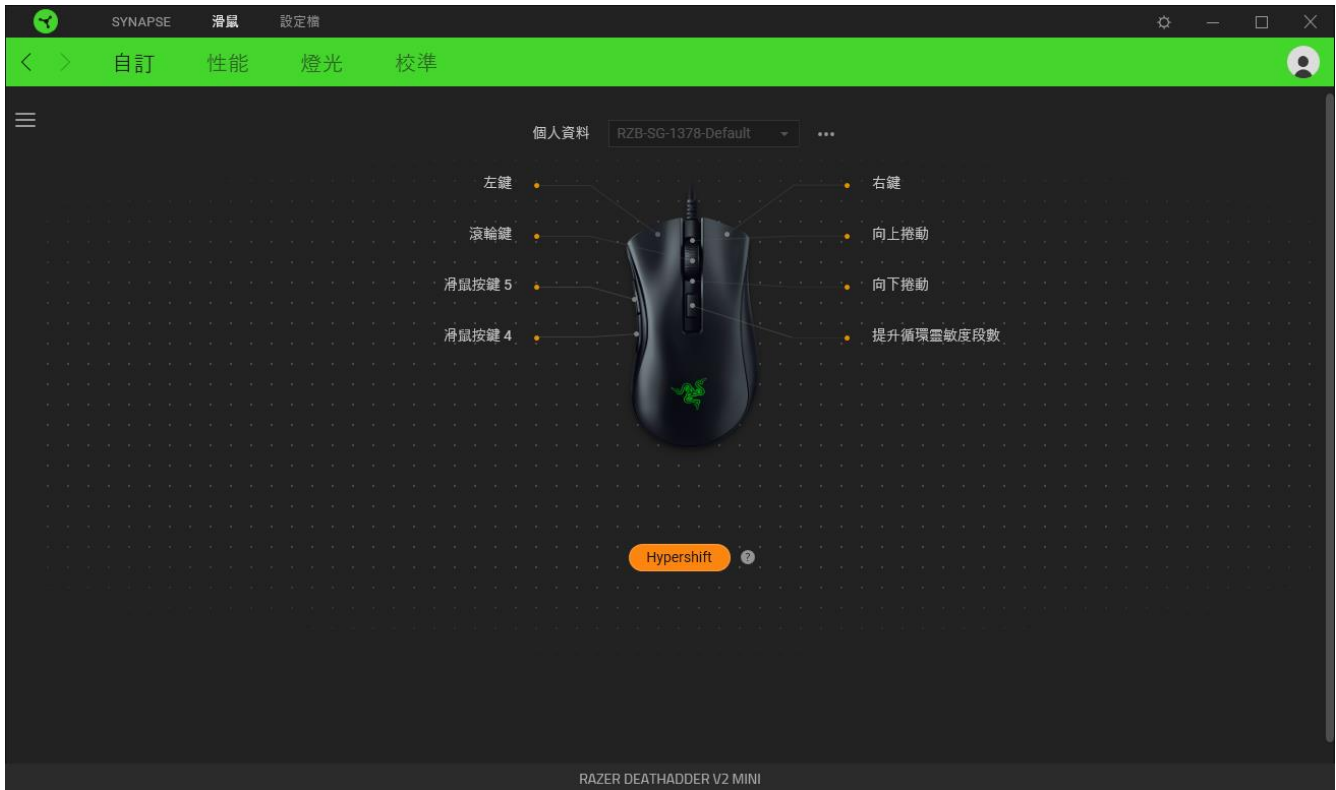 SYNAPSE 滑鼠 設定檔
自訂 性能 燈光 校準
個人資料 RZB-SG-1378-Default
左鍵 右鍵
滾輪鍵 向上捲動
滑鼠按鍵 5 向下捲動
滑鼠按鍵 4 提升循環靈敏度段數
Hypershift ?
RAZER DEATHADDER V2 MINI